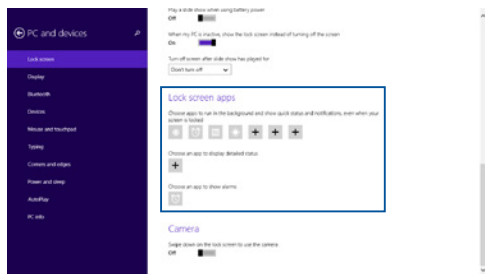 PC and devices
Lock screen
Display
Bluetooth
Devices
Mouse and touchpad
Typing
Corners and edges
Power and sleep
AutoPlay
PC info
Play a slide show when using battery power
Off
When my PC is inactive, show the lock screen instead of turning off the screen
On
Turn off screen after slide show has played for
Don't turn off
Lock screen apps
Choose apps to run in the background and show quick status and notifications, even when your
screen is locked
Choose an app to display detailed status
Choose an app to show alarms
Camera
Swipe down on the lock screen to use the camera
Off